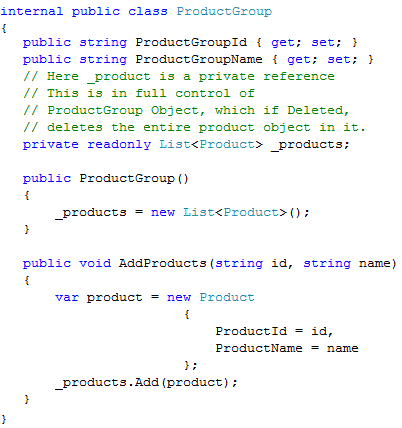 internal public class ProductGroup
{
public string ProductGroupId { get; set; }
public string ProductGroupName { get; set; }
// Here _product is a private reference
// This is in full control of
// ProductGroup Object, which if Deleted,
// deletes the entire product object in it.
private readonly List<Product> _products;
public ProductGroup()
{
_products = new List<Product>();
}
public void AddProducts(string id, string name)
{
var product = new Product
{
ProductId = id,
ProductName = name
};
_products.Add(product);
}
}